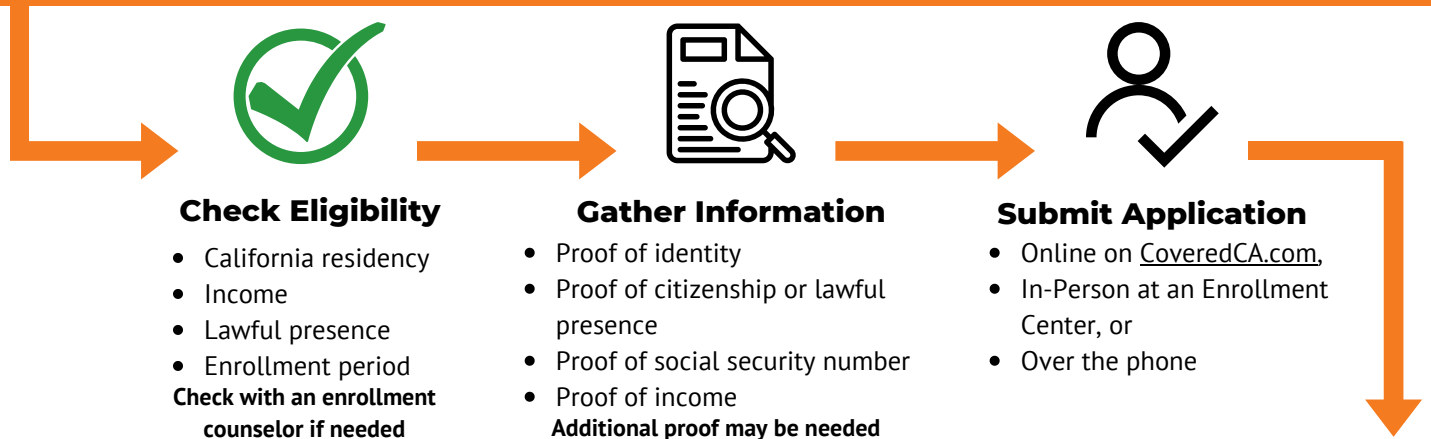 Check Eligibility
• California residency
• Income
• Lawful presence
• Enrollment period
Check with an enrollment
counselor if needed
Gather Information
• Proof of identity
• Proof of citizenship or lawful
presence
• Proof of social security number
• Proof of income
Additional proof may be needed
Submit Application
• Online on CoveredCA.com,
• In-Person at an Enrollment
Center, or
• Over the phone